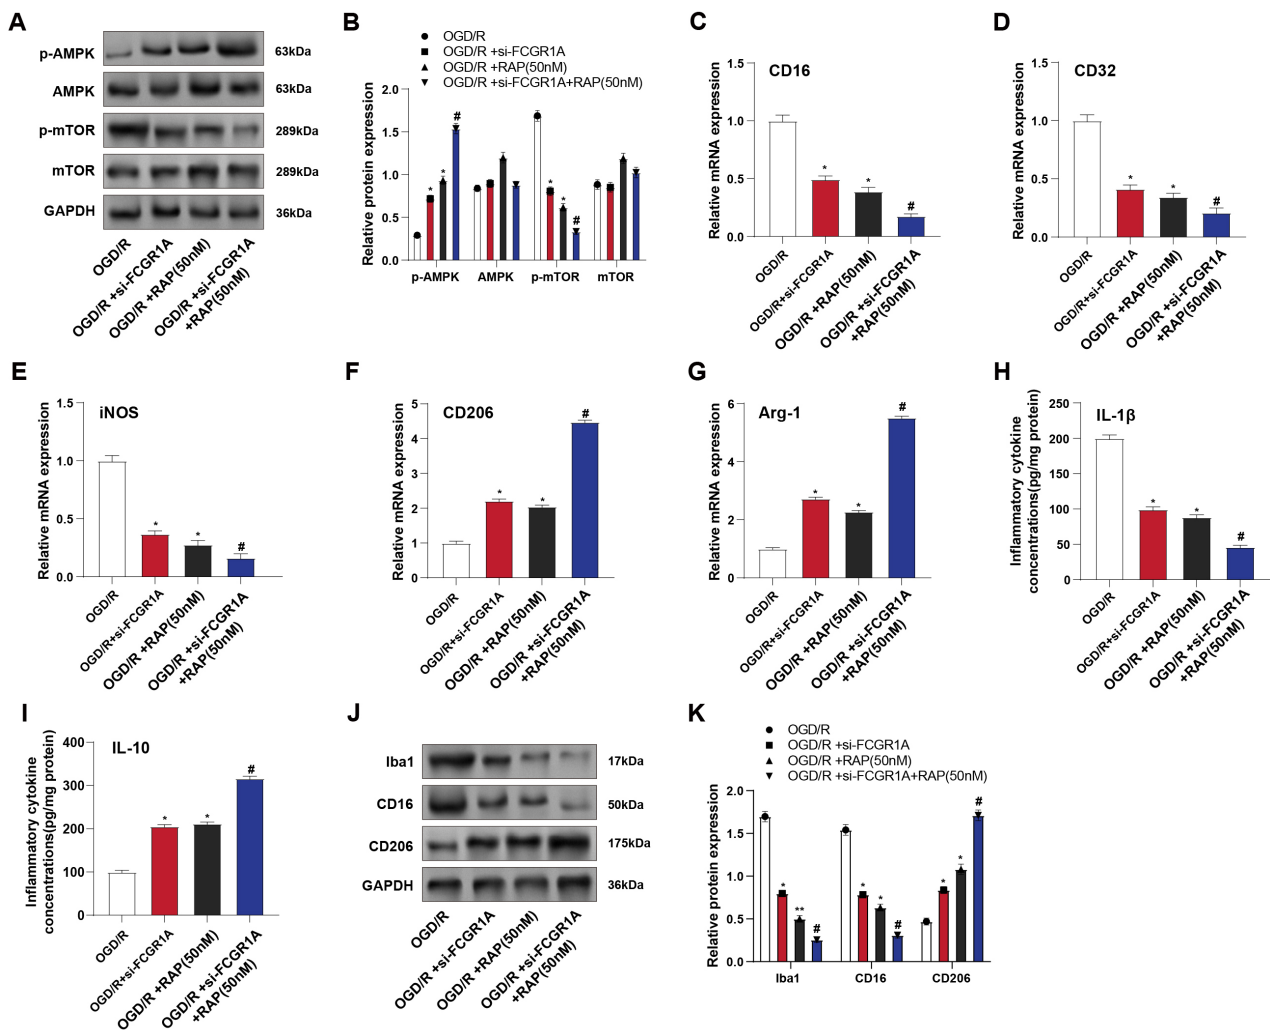 A
p-AMPK
63kDa
AMPK
63kDa
p-mTOR
289kDa
mTOR
289kDa
GAPDH
36kDa
OGD/R
OGD/R +si-FCGR1A
OGD/R +RAP(50nM)
OGD/R +si-FCGR1A
+RAP(50nM)
B
OGD/R
OGD/R +si-FCGR1A
OGD/R +RAP(50nM)
OGD/R +si-FCGR1A+RAP(50nM)
Relative protein expression
2.0
1.5
1.0
0.5
0.0
* * #
* * #
p-AMPK AMPK p-mTOR mTOR
C
CD16
Relative mRNA expression
1.5
1.0
0.5
0.0
* * #
OGD/R
OGD/R+si-FCGR1A
OGD/R +RAP(50nM)
OGD/R +si-FCGR1A
+RAP(50nM)
D
CD32
Relative mRNA expression
1.5
1.0
0.5
0.0
* * #
OGD/R
OGD/R+si-FCGR1A
OGD/R +RAP(50nM)
OGD/R +si-FCGR1A
+RAP(50nM)
E
iNOS
Relative mRNA expression
1.5
1.0
0.5
0.0
* * #
OGD/R
OGD/R+si-FCGR1A
OGD/R +RAP(50nM)
OGD/R +si-FCGR1A
+RAP(50nM)
F
CD206
Relative mRNA expression
5
4
3
2
1
0
* * #
OGD/R
OGD/R+si-FCGR1A
OGD/R +RAP(50nM)
OGD/R +si-FCGR1A
+RAP(50nM)
G
Arg-1
Relative mRNA expression
6
4
2
0
* * #
OGD/R
OGD/R+si-FCGR1A
OGD/R +RAP(50nM)
OGD/R +si-FCGR1A
+RAP(50nM)
H
IL-1β
Inflammatory cytokine
concentrations(pg/mg protein)
250
200
150
100
50
0
* * #
OGD/R
OGD/R+si-FCGR1A
OGD/R +RAP(50nM)
OGD/R +si-FCGR1A
+RAP(50nM)
I
IL-10
Inflammatory cytokine
concentrations(pg/mg protein)
400
300
200
100
0
* * #
OGD/R
OGD/R+si-FCGR1A
OGD/R +RAP(50nM)
OGD/R +si-FCGR1A
+RAP(50nM)
J
Iba1
17kDa
CD16
50kDa
CD206
175kDa
GAPDH
36kDa
OGD/R
OGD/R +si-FCGR1A
OGD/R +RAP(50nM)
OGD/R +si-FCGR1A
+RAP(50nM)
K
OGD/R
OGD/R +si-FCGR1A
OGD/R +RAP(50nM)
OGD/R +si-FCGR1A+RAP(50nM)
Relative protein expression
2.0
1.5
1.0
0.5
0.0
* ** #
* * #
* * #
Iba1 CD16 CD206